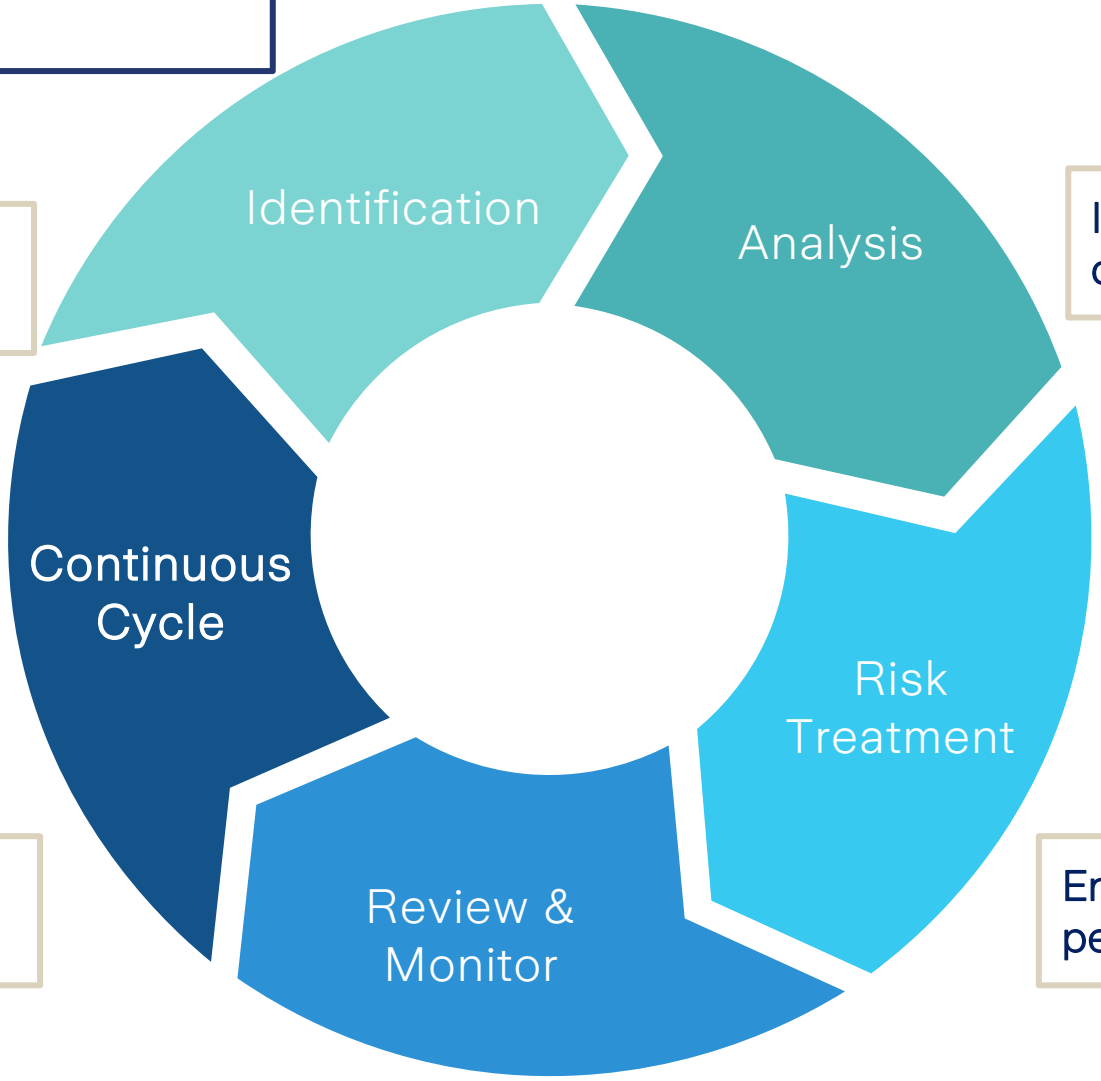 Identification
Analysis
Continuous
Cycle
Risk
Treatment
Review &
Monitor